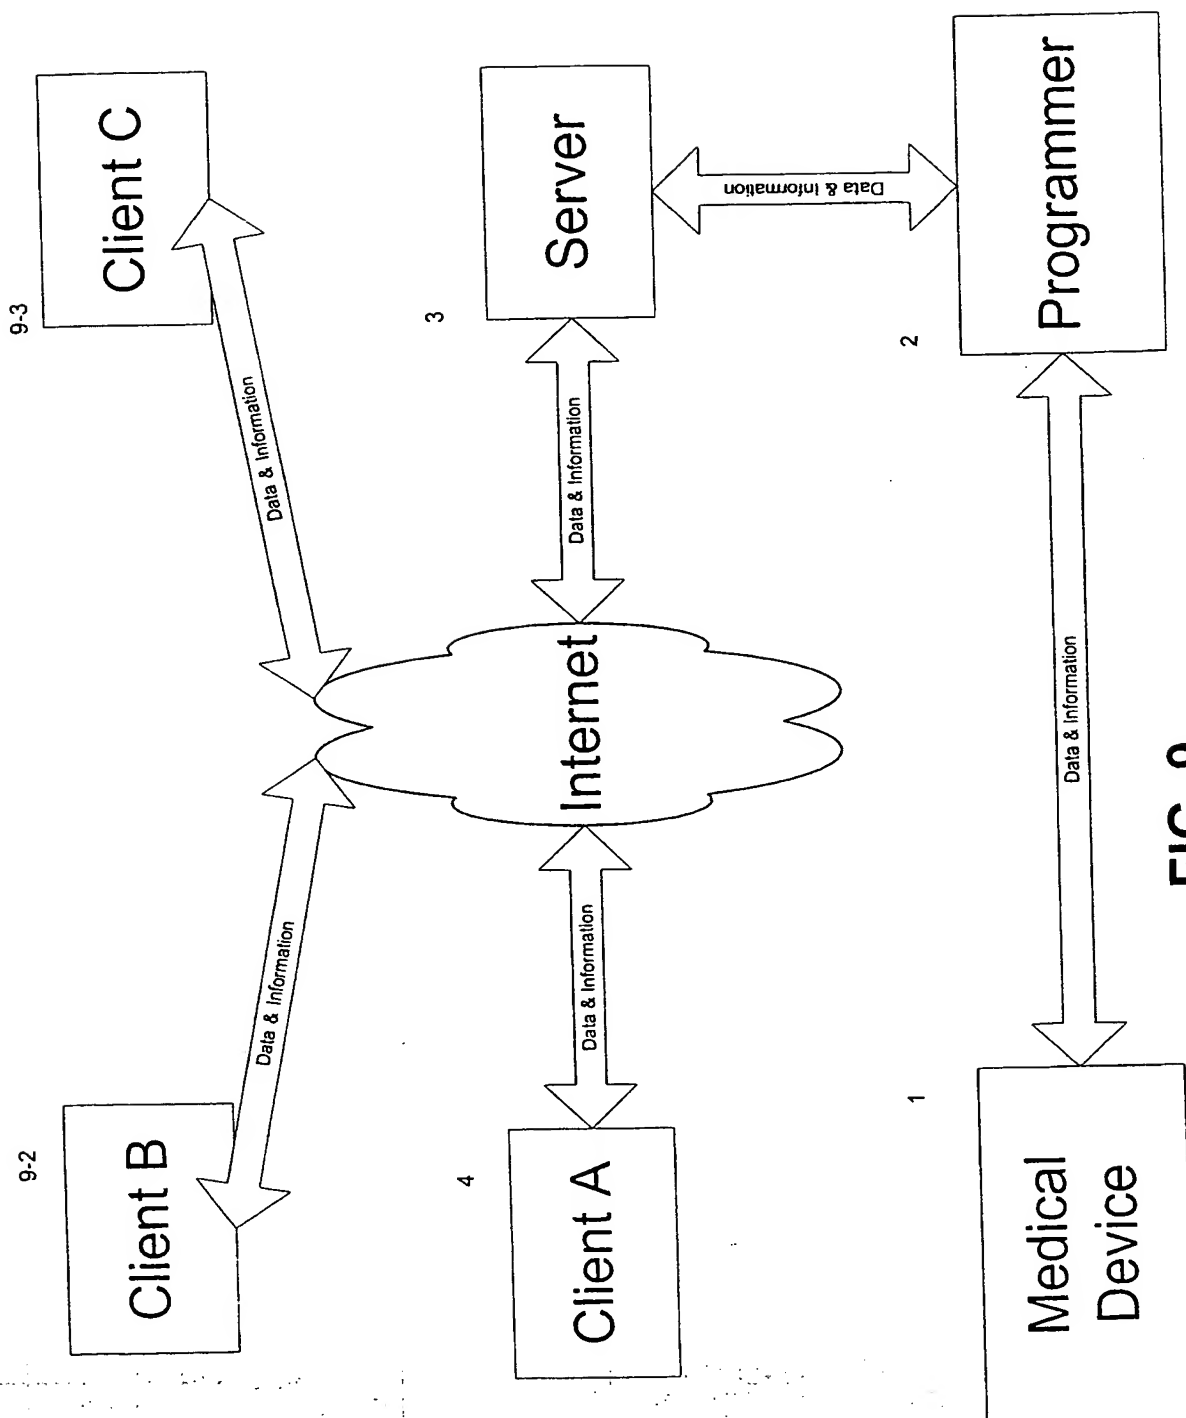 9-2
9-3
Client B
Client C
Data & Information
Data & Information
4
3
Client A
Data & Information
Internet
Data & Information
Server
Data & information
1
2
Medical
Device
Data & Information
Programmer
FIG